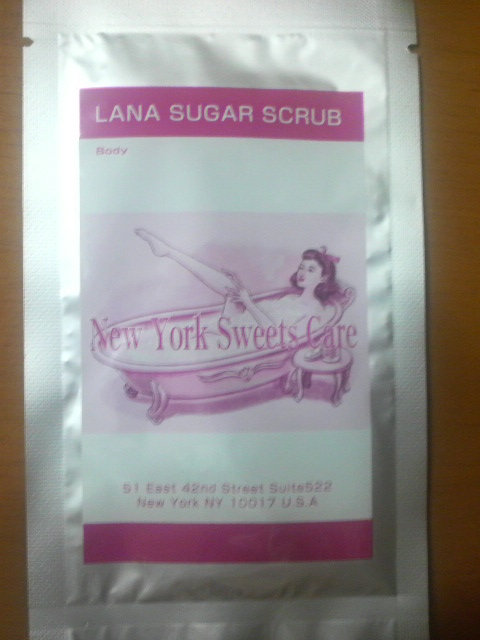 LANA SUGAR SCRUB
Body
New York Sweets Care
51 East 42nd Street Suite522
New York NY 10017 U.S.A